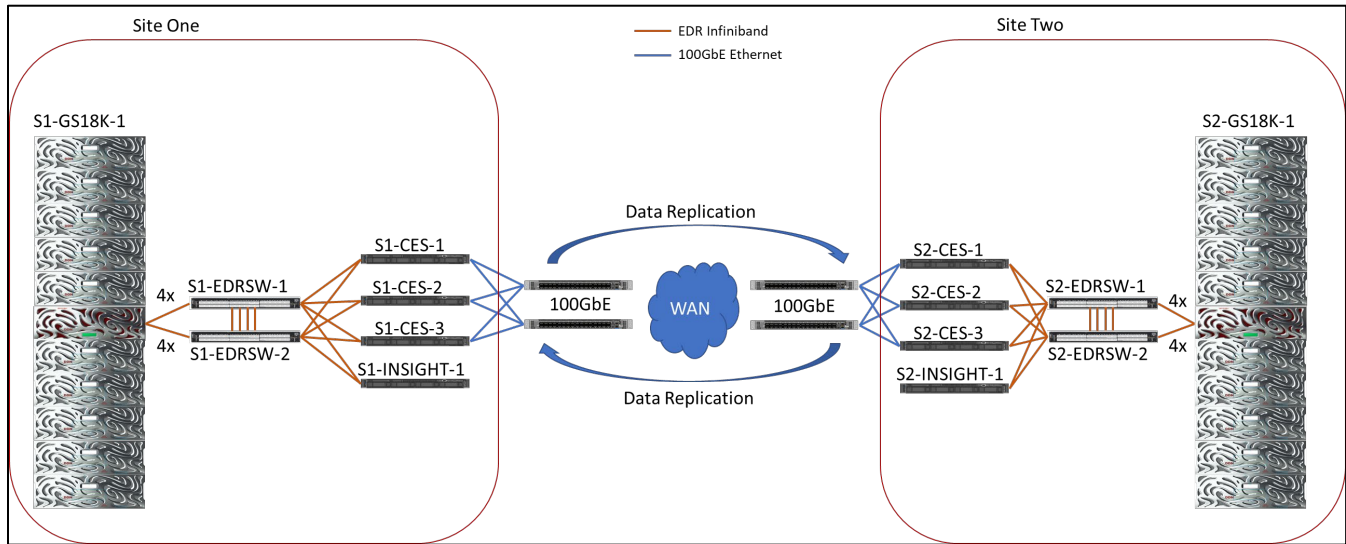 Site One
EDR Infiniband
100GbE Ethernet
Site Two
S1-GS18K-1
S2-GS18K-1
Data Replication
S1-CES-1
S2-CES-1
4x
S1-EDRSW-1
S1-CES-2
100GbE
WAN
100GbE
S2-CES-2
S2-EDRSW-1
4x
4x
S1-EDRSW-2
S1-CES-3
S2-CES-3
S2-EDRSW-2
4x
S1-INSIGHT-1
S2-INSIGHT-1
Data Replication